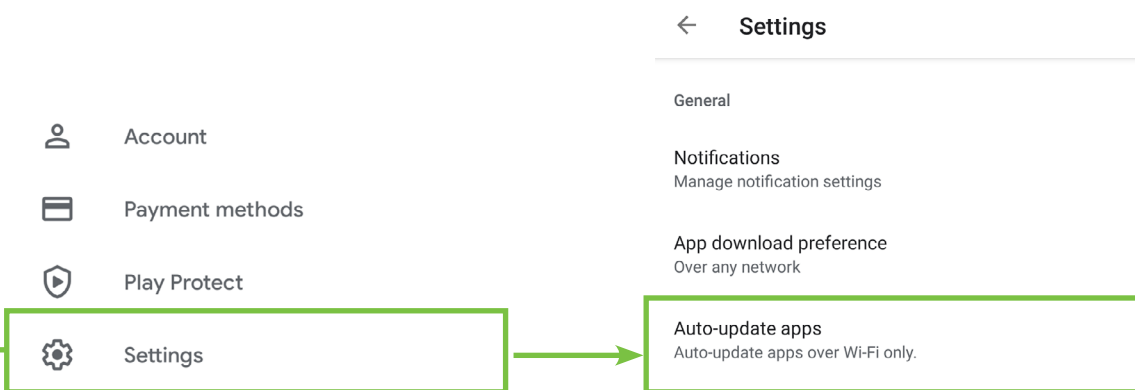 Account
Payment methods
Play Protect
Settings
Settings
General
Notifications
Manage notification settings
App download preference
Over any network
Auto-update apps
Auto-update apps over Wi-Fi only.